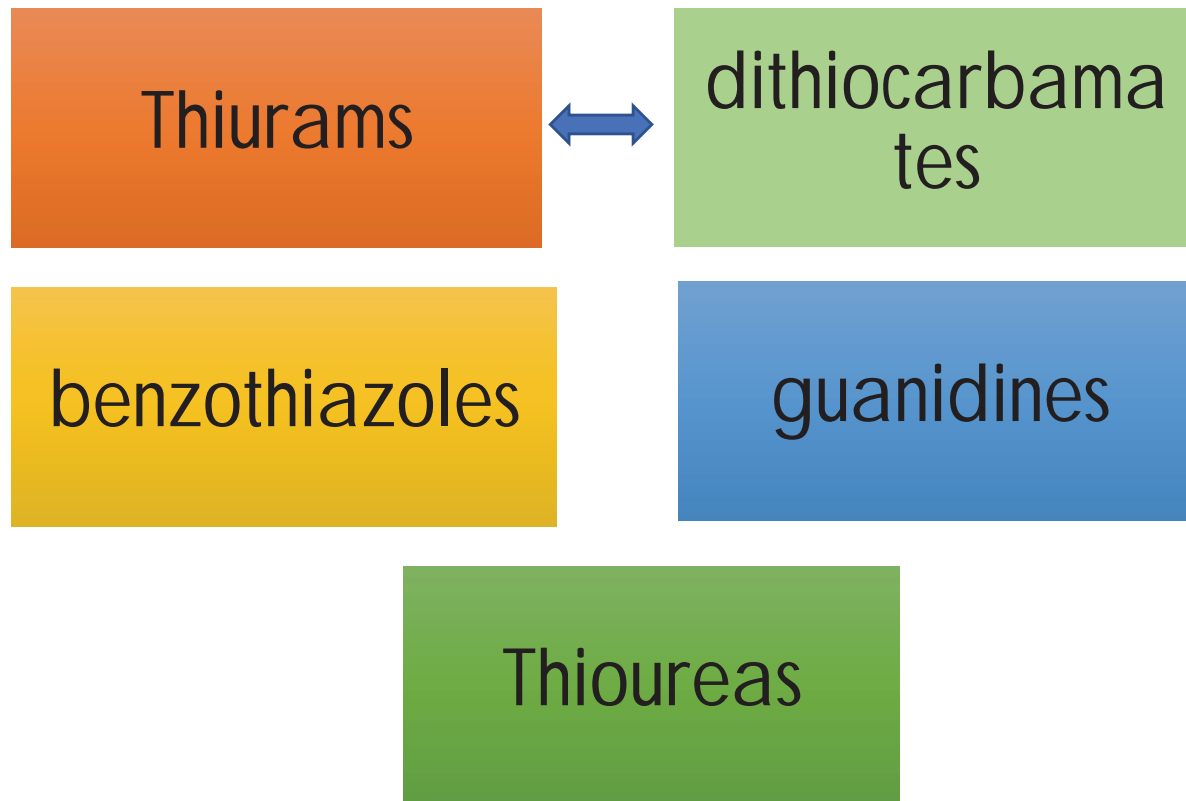 Thiurams
dithiocarbama
tes
benzothiazoles
guanidines
Thioureas